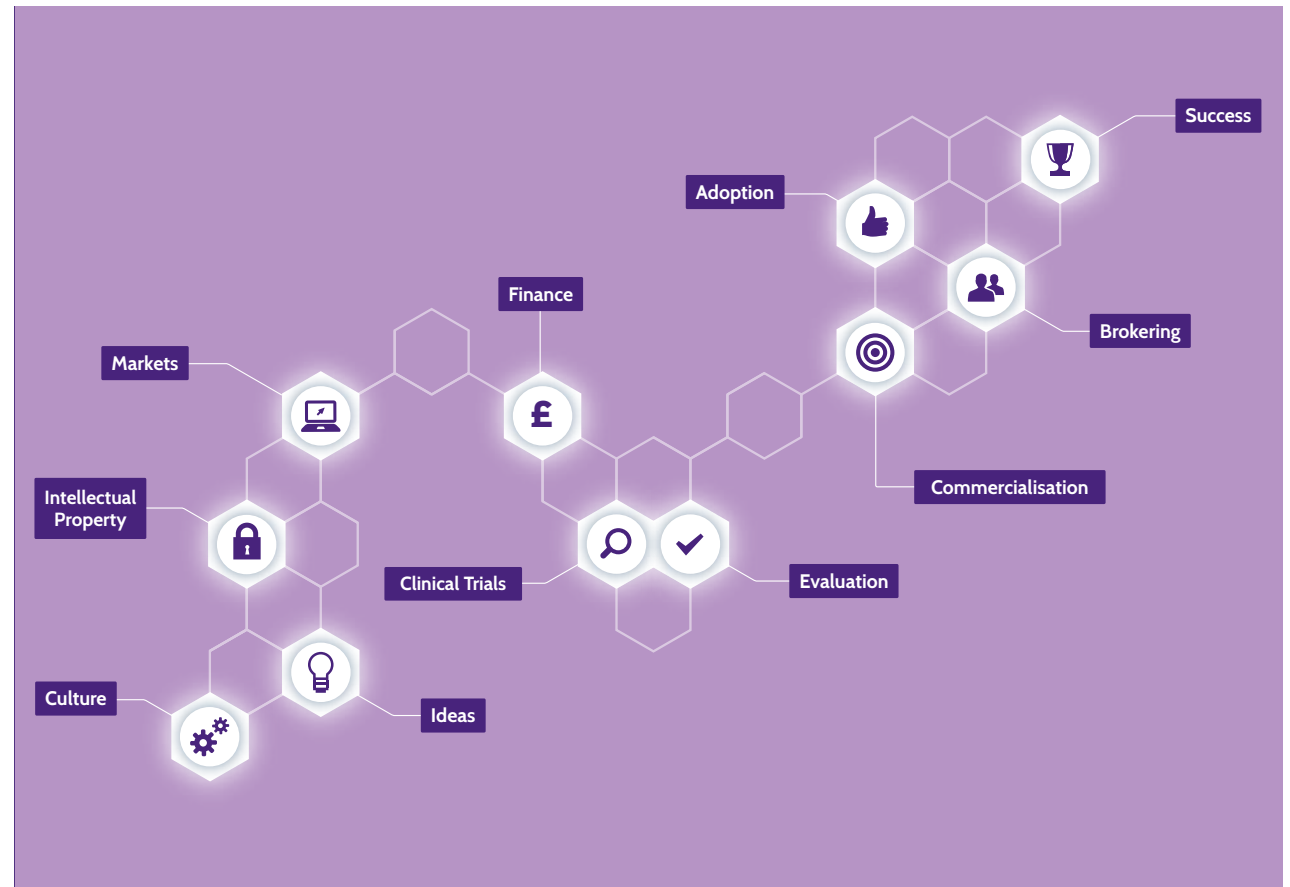 Success
Adoption
Finance
Brokering
Markets
£
Commercialisation
Intellectual
Property
Clinical Trials
Evaluation
Culture
Ideas